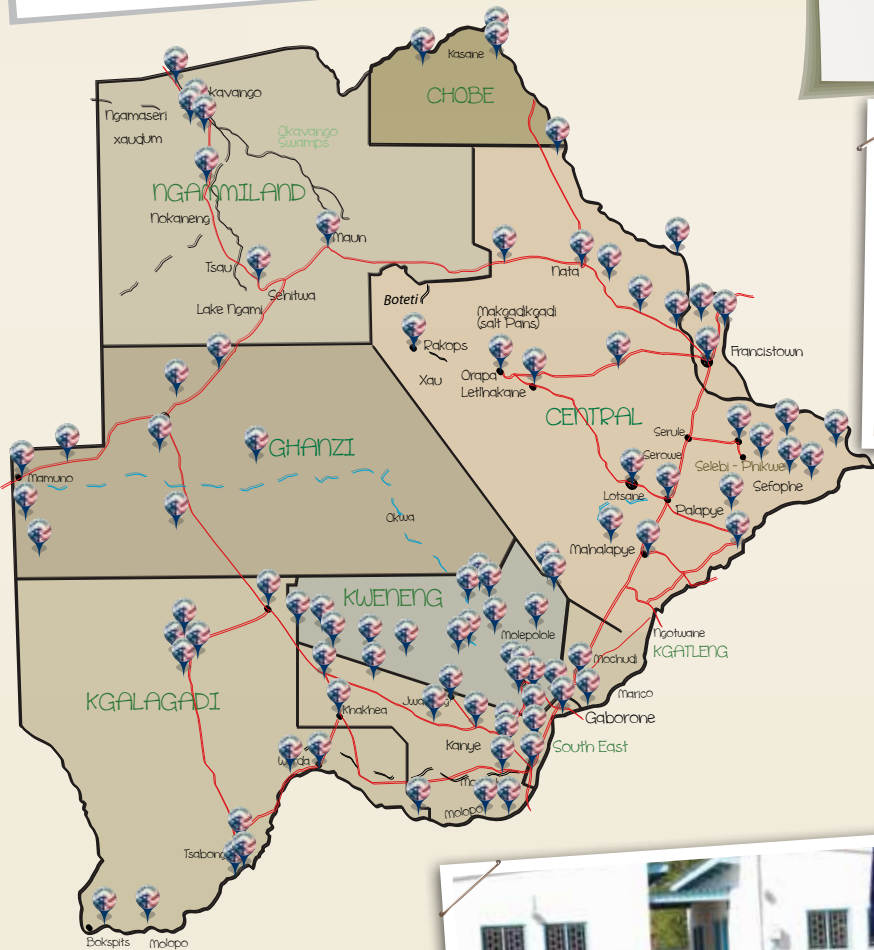 Kasane
CHOBE
kavango
Ngamaseri
xaudum
Okavango
Swamps
NGAMMILAND
Nokaneng
Maun
Tsau
Sehitwa
Lake Ngami
Nata
Boteti
Makgadikgadi
(salt Pans)
Rakops
Xau
Orapa
Letlhakane
Francistown
CENTRAL
Serule
Serowe
Selebi - Phikwe
Sefophe
Lotsane
Palapye
Mahalapye
GHANZI
Mamuno
Okwa
KWENENG
Molepolole
Ngotwane
KGATLENG
Mochudi
Marico
KGALAGADI
Khakhea
Gaborone
Kanye
South East
Molopo
Tsabong
Bokspits
Molopo